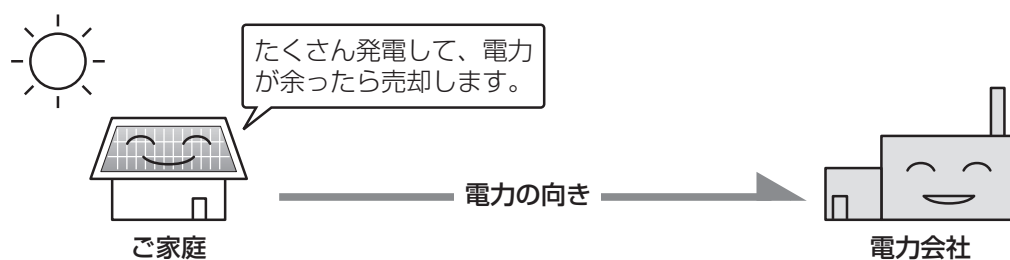 たくさん発電して、電力
が余ったら売却します。
電力の向き
ご家庭
電力会社